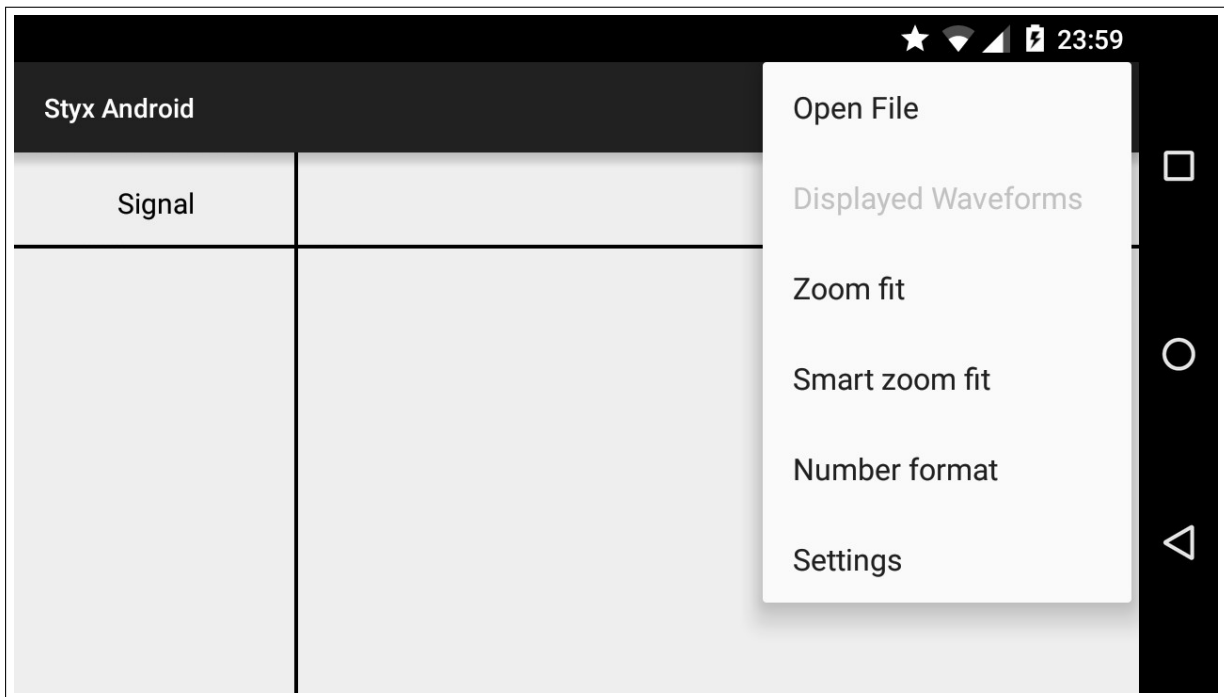 23:59
Styx Android
Signal
Open File
Displayed Waveforms
Zoom fit
Smart zoom fit
Number format
Settings